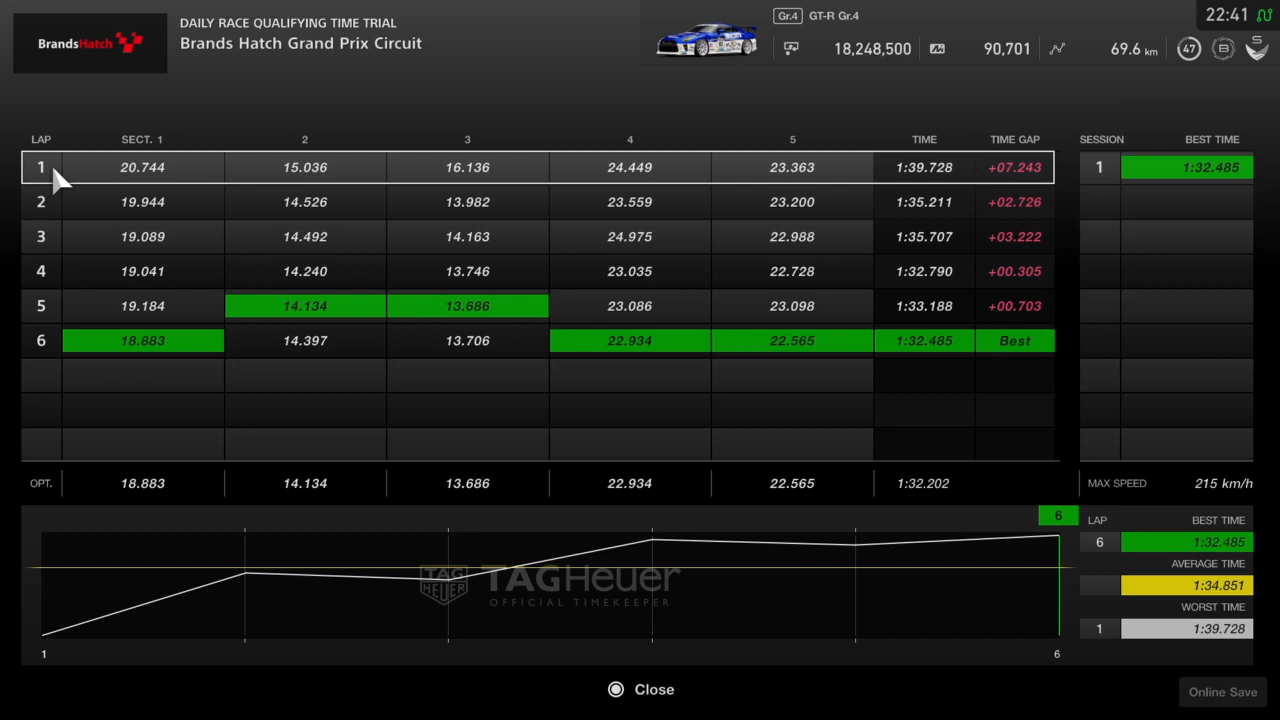 BrandsHatch
DAILY RACE QUALIFYING TIME TRIAL
Brands Hatch Grand Prix Circuit
Gr.4 GT-R Gr.4
18,248,500 90,701 69.6 km 47 B S
22:41
LAP SECT. 1 2 3 4 5 TIME TIME GAP
1 20.744 15.036 16.136 24.449 23.363 1:39.728 +07.243
2 19.944 14.526 13.982 23.559 23.200 1:35.211 +02.726
3 19.089 14.492 14.163 24.975 22.988 1:35.707 +03.222
4 19.041 14.240 13.746 23.035 22.728 1:32.790 +00.305
5 19.184 14.134 13.686 23.086 23.098 1:33.188 +00.703
6 18.883 14.397 13.706 22.934 22.565 1:32.485 Best
OPT. 18.883 14.134 13.686 22.934 22.565 1:32.202
SESSION BEST TIME
1 1:32.485
MAX SPEED 215 km/h
6
TAG HEUER TAGHeuer
OFFICIAL TIMEKEEPER
1 6
LAP BEST TIME
6 1:32.485
AVERAGE TIME
1:34.851
WORST TIME
1 1:39.728
Close
Online Save